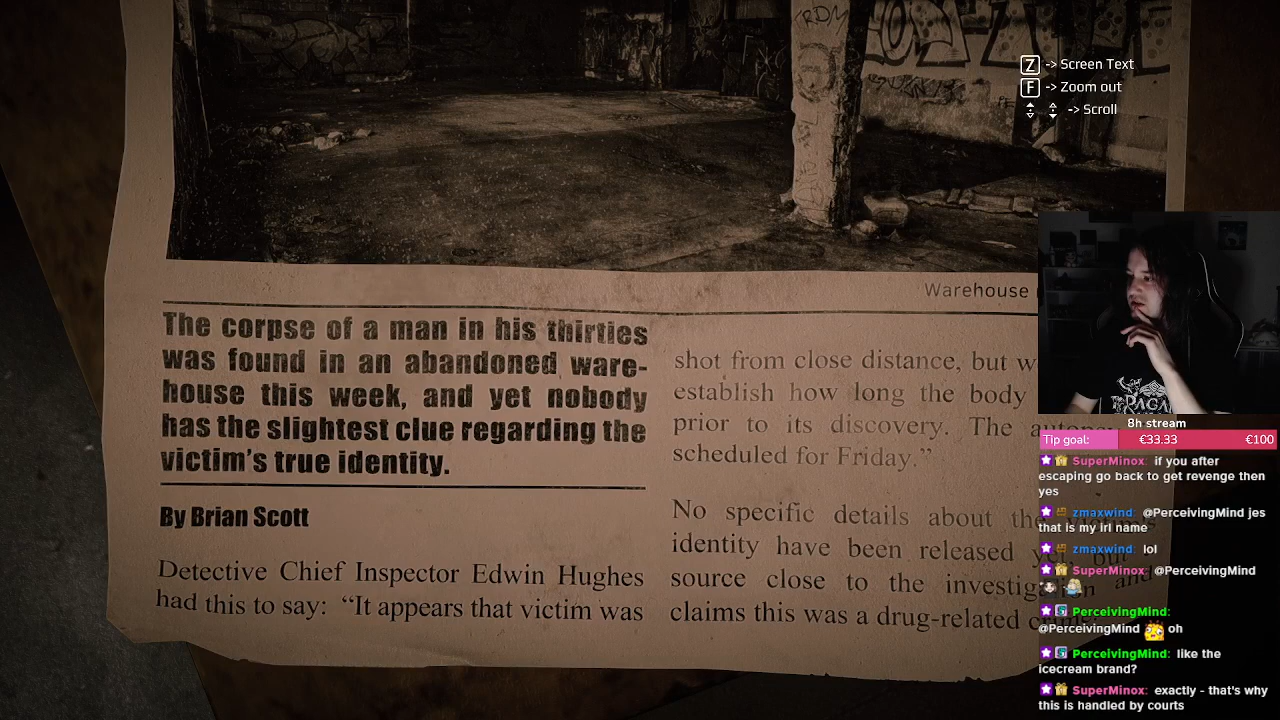 Z -> Screen Text
F -> Zoom out
-> Scroll
Warehouse
The corpse of a man in his thirties
was found in an abandoned ware-
house this week, and yet nobody
has the slightest clue regarding the
victim's true identity.
By Brian Scott
Detective Chief Inspector Edwin Hughes
had this to say: "It appears that victim was
shot from close distance, but
establish how long the body
prior to its discovery. The
scheduled for Friday."
No specific details about the
identity have been released
source close to the investigation
claims this was a drug-related
8h stream
Tip goal: €33.33 €100
SuperMinox: if you after
escaping go back to get revenge then
yes
zmaxwind: @PerceivingMind jes
that is my irl name
zmaxwind: lol
SuperMinox: @PerceivingMind
PerceivingMind:
@PerceivingMind oh
PerceivingMind: like the
icecream brand?
SuperMinox: exactly - that's why
this is handled by courts